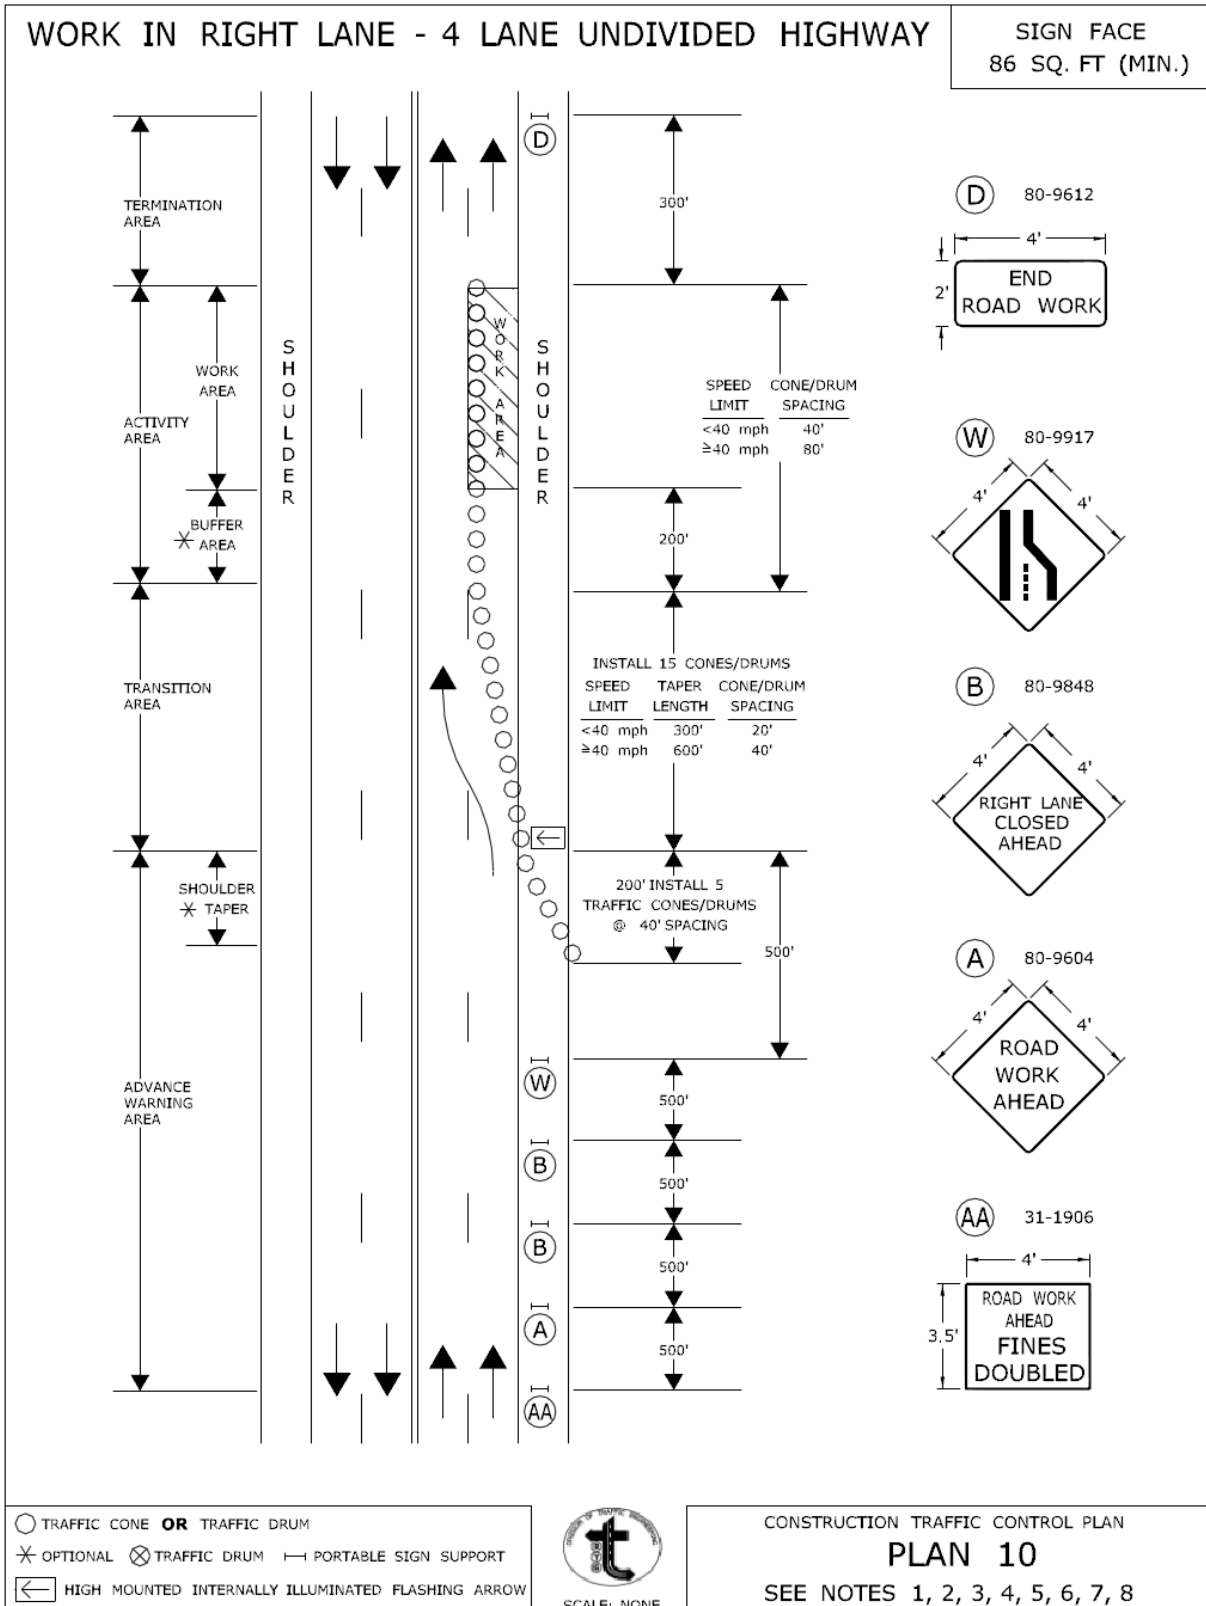 WORK IN RIGHT LANE - 4 LANE UNDIVIDED HIGHWAY
SIGN FACE
86 SQ. FT (MIN.)
D
TERMINATION
AREA
300'
D 80-9612
4'
2'
END
ROAD WORK
SHOULDER
WORK
AREA
WORK AREA
SHOULDER
ACTIVITY
AREA
SPEED LIMIT CONE/DRUM SPACING
<40 mph 40'
≥40 mph 80'
W 80-9917
4' 4'
BUFFER
* AREA
200'
TRANSITION
AREA
INSTALL 15 CONES/DRUMS
SPEED TAPER CONE/DRUM
LIMIT LENGTH SPACING
<40 mph 300' 20'
≥40 mph 600' 40'
B 80-9848
4' 4'
RIGHT LANE
CLOSED
AHEAD
SHOULDER
* TAPER
200' INSTALL 5
TRAFFIC CONES/DRUMS
@ 40' SPACING
500'
A 80-9604
4' 4'
ROAD
WORK
AHEAD
ADVANCE
WARNING
AREA
W
500'
B
500'
B
500'
A
500'
AA
AA 31-1906
4'
3.5'
ROAD WORK
AHEAD
FINES
DOUBLED
TRAFFIC CONE OR TRAFFIC DRUM
* OPTIONAL TRAFFIC DRUM PORTABLE SIGN SUPPORT
HIGH MOUNTED INTERNALLY ILLUMINATED FLASHING ARROW
DIVISION OF TRAFFIC ENGINEERING
SCALE: NONE
CONSTRUCTION TRAFFIC CONTROL PLAN
PLAN 10
SEE NOTES 1, 2, 3, 4, 5, 6, 7, 8